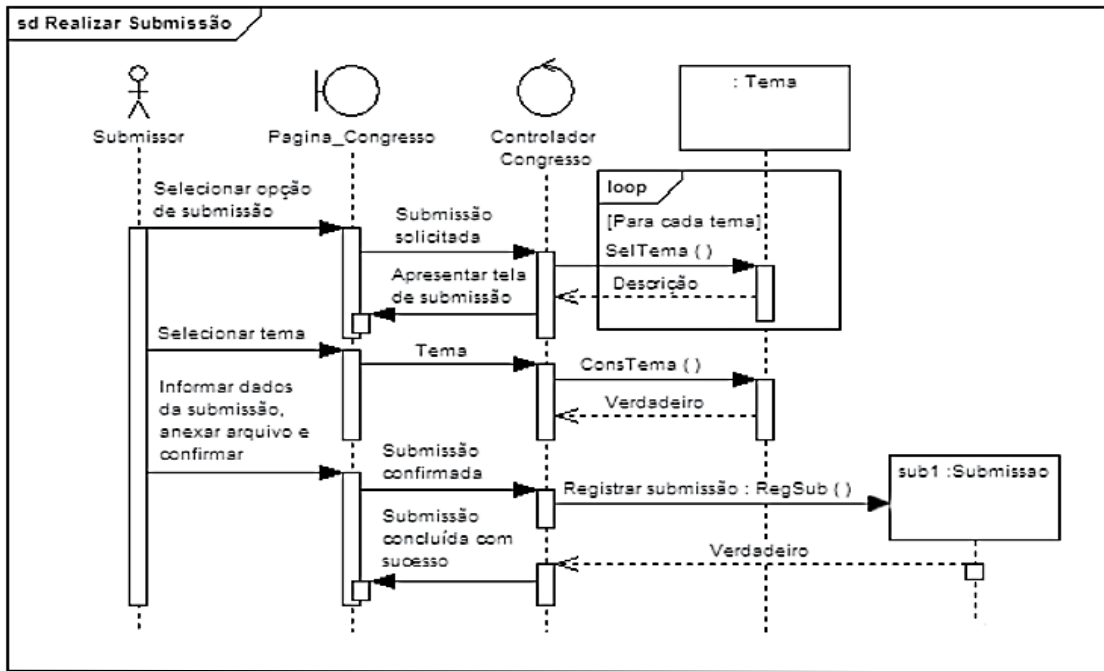 sd Realizar Submissão
: Tema
Submissor
Pagina_Congresso
Controlador
Congresso
Selecionar opção
de submissão
Submissão
solicitada
loop
[Para cada tema]
SelTema ( )
Descrição
Apresentar tela
de submissão
Selecionar tema
Tema
ConsTema ( )
Verdadeiro
Informar dados
da submissão,
anexar arquivo e
confirmar
Submissão
confirmada
Registrar submissão : RegSub ( )
sub1 :Submissao
Submissão
concluída com
sucesso
Verdadeiro